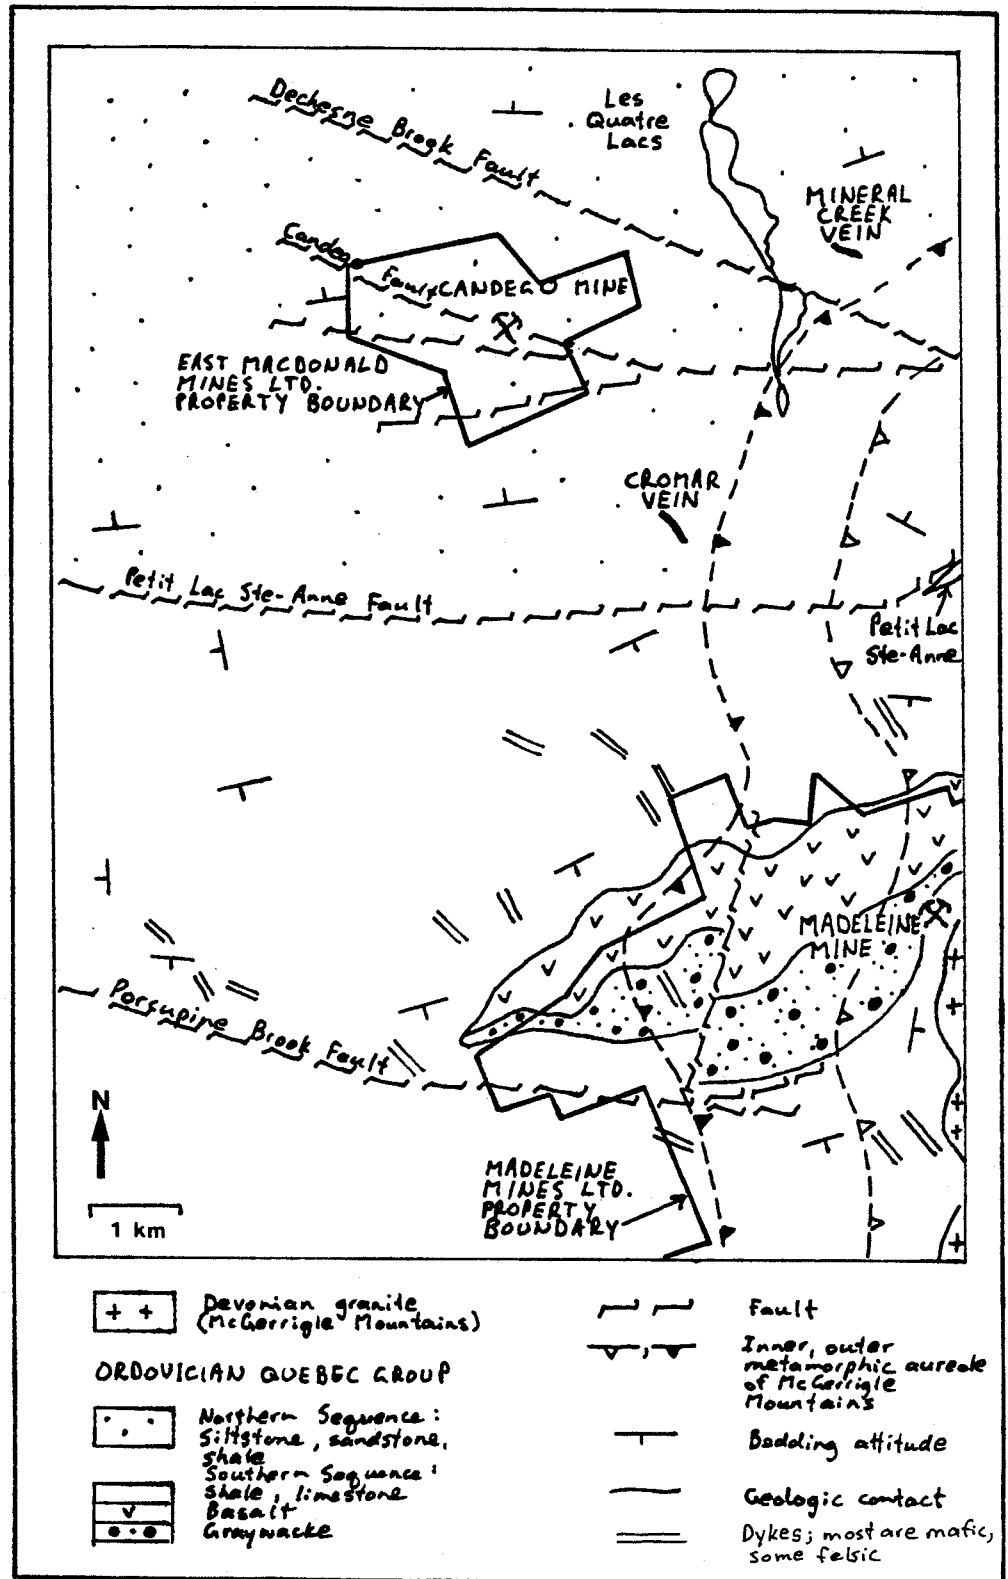 Dechesne Brook Fault
Les
Quatre
Lacs
MINERAL
CREEK
VEIN
Candego Fault
CANDEGO MINE
EAST MACDONALD
MINES LTD.
PROPERTY BOUNDARY
CROMAR
VEIN
Petit Lac Ste-Anne Fault
Petit Lac
Ste-Anne
MADELEINE
MINE
Porsupine Brook Fault
N
1 km
MADELEINE
MINES LTD.
PROPERTY
BOUNDARY
Devonian granite
(McGerrigle Mountains)
ORDOVICIAN QUEBEC GROUP
Northern Sequence:
Siltstone, sandstone,
shale
Southern Sequence:
shale, limestone
Basalt
Graywacke
Fault
Inner, outer
metamorphic aureole
of McGerrigle
Mountains
Bedding attitude
Geologic contact
Dykes; most are mafic,
some felsic